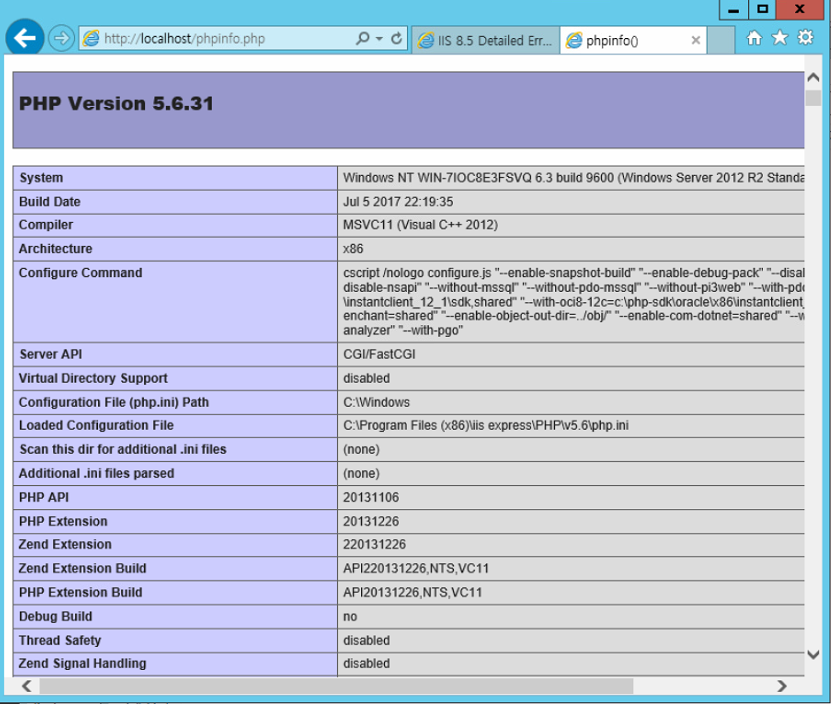 http://localhost/phpinfo.php
IIS 8.5 Detailed Err...
phpinfo()
PHP Version 5.6.31
System Windows NT WIN-7IOC8E3FSVQ 6.3 build 9600 (Windows Server 2012 R2 Standa
Build Date Jul 5 2017 22:19:35
Compiler MSVC11 (Visual C++ 2012)
Architecture x86
Configure Command cscript /nologo configure.js "--enable-snapshot-build" "--enable-debug-pack" "--disal
disable-nsapi" "--without-mssql" "--without-pdo-mssql" "--without-pi3web" "--with-pdo
\instantclient_12_1\sdk,shared" "--with-oci8-12c=c:\php-sdk\oracle\x86\instantclient_
enchant=shared" "--enable-object-out-dir=../obj/" "--enable-com-dotnet=shared" "--w
analyzer" "--with-pgo"
Server API CGI/FastCGI
Virtual Directory Support disabled
Configuration File (php.ini) Path C:\Windows
Loaded Configuration File C:\Program Files (x86)\iis express\PHP\v5.6\php.ini
Scan this dir for additional .ini files (none)
Additional .ini files parsed (none)
PHP API 20131106
PHP Extension 20131226
Zend Extension 220131226
Zend Extension Build API220131226,NTS,VC11
PHP Extension Build API20131226,NTS,VC11
Debug Build no
Thread Safety disabled
Zend Signal Handling disabled